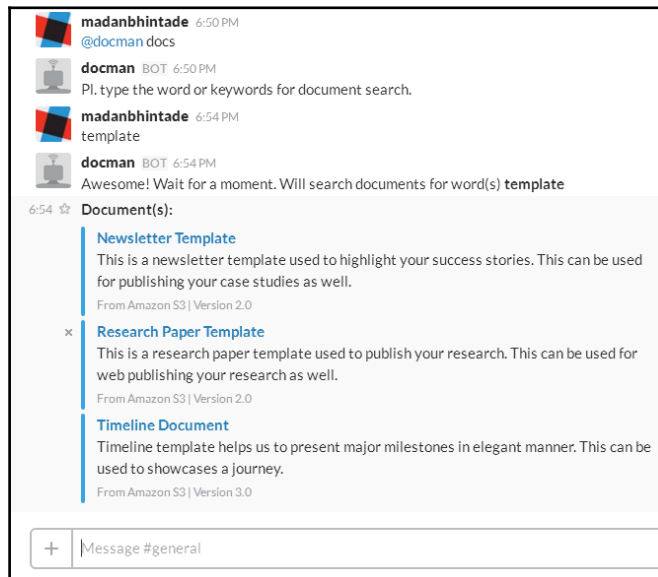 madanbhintade 6:50 PM
@docman docs
docman BOT 6:50 PM
Pl. type the word or keywords for document search.
madanbhintade 6:54 PM
template
docman BOT 6:54 PM
Awesome! Wait for a moment. Will search documents for word(s) template
6:54 ☆ Document(s):
Newsletter Template
This is a newsletter template used to highlight your success stories. This can be used
for publishing your case studies as well.
From Amazon S3 | Version 2.0
× Research Paper Template
This is a research paper template used to publish your research. This can be used for
web publishing your research as well.
From Amazon S3 | Version 2.0
Timeline Document
Timeline template helps us to present major milestones in elegant manner. This can be
used to showcases a journey.
From Amazon S3 | Version 3.0
+ Message #general